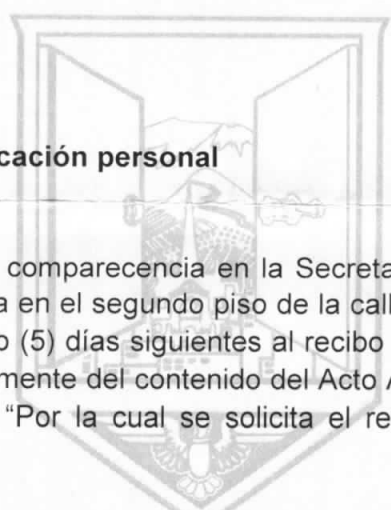 cación personal
comparecencia en la Secreta
a en el segundo piso de la call
o (5) días siguientes al recibo
mente del contenido del Acto A
"Por la cual se solicita el re